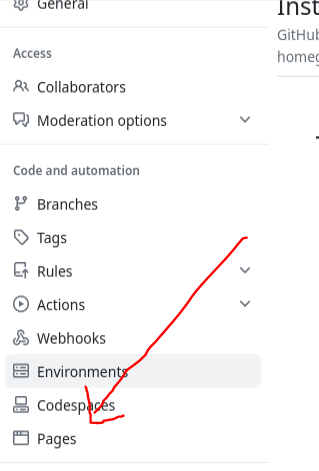 General
Inst
GitHub
homeg
Access
Collaborators
Moderation options
Code and automation
Branches
Tags
Rules
Actions
Webhooks
Environments
Codespaces
Pages